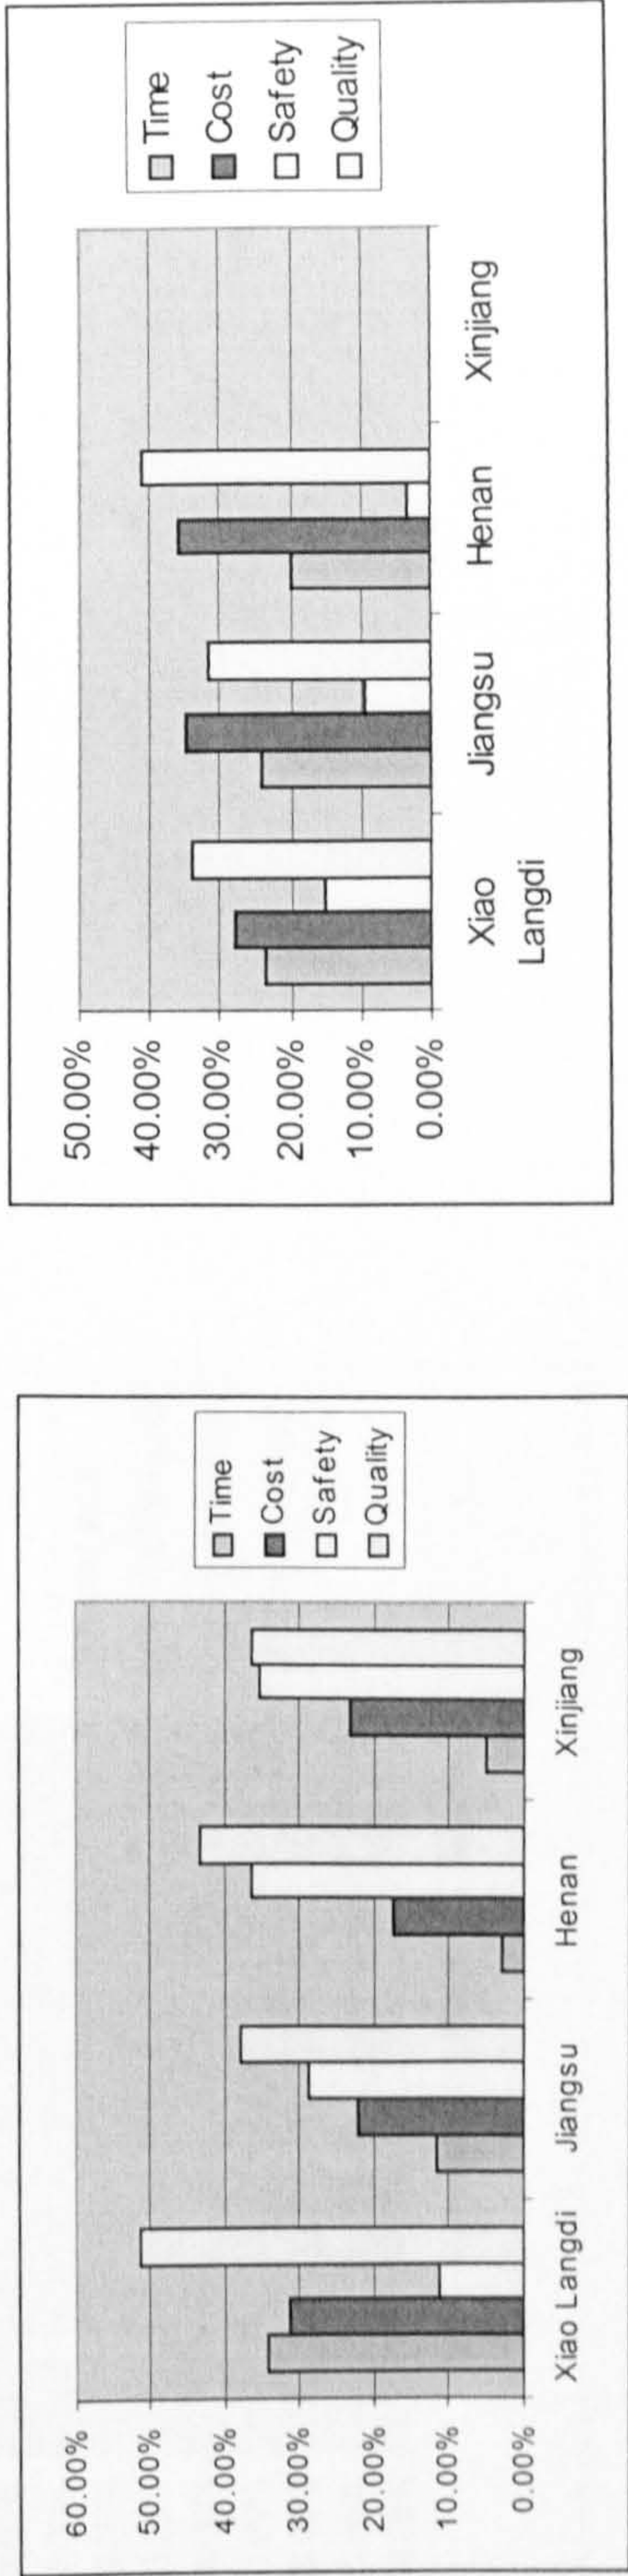 60.00%
50.00%
40.00%
30.00%
20.00%
10.00%
0.00%
Xiao Langdi Jiangsu Henan Xinjiang
Time
Cost
Safety
Quality
50.00%
40.00%
30.00%
20.00%
10.00%
0.00%
Xiao Jiangsu Henan Xinjiang
Langdi
Time
Cost
Safety
Quality